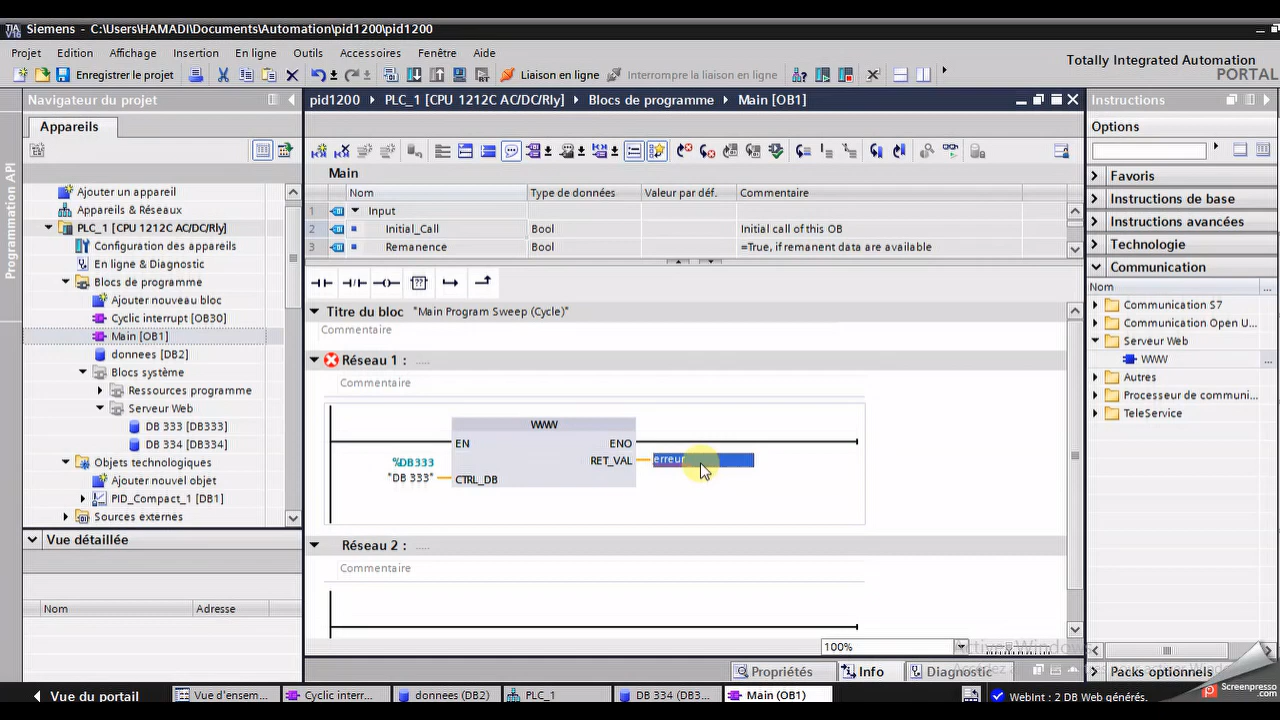 Siemens - C:\Users\HAMADI\Documents\Automation\pid1200\pid1200
Projet Edition Affichage Insertion En ligne Outils Accessoires Fenêtre Aide
Totally Integrated Automation
PORTAL
Enregistrer le projet Liaison en ligne Interrompre la liaison en ligne
Navigateur du projet
pid1200 PLC_1 [CPU 1212C AC/DC/Rly] Blocs de programme Main [OB1]
Instructions
Appareils
Options
Programmation API
Main
Nom Type de données Valeur par déf. Commentaire
1 Input
2 Initial_Call Bool Initial call of this OB
3 Remanence Bool =True, if remanent data are available
Ajouter un appareil
Appareils & Réseaux
PLC_1 [CPU 1212C AC/DC/Rly]
Configuration des appareils
En ligne & Diagnostic
Blocs de programme
Ajouter nouveau bloc
Cyclic interrupt [OB30]
Main [OB1]
donnees [DB2]
Blocs système
Ressources programme
Serveur Web
DB 333 [DB333]
DB 334 [DB334]
Objets technologiques
Ajouter nouvel objet
PID_Compact_1 [DB1]
Sources externes
Vue détaillée
Nom Adresse
Titre du bloc "Main Program Sweep (Cycle)"
Commentaire
Réseau 1 : .....
Commentaire
WWW
EN ENO
%DB333
"DB 333" CTRL_DB
RET_VAL erreur
Réseau 2 : .....
Commentaire
100%
Favoris
Instructions de base
Instructions avancées
Technologie
Communication
Nom ...
Communication S7
Communication Open U...
Serveur Web
WWW ...
Autres
Processeur de communi...
TeleService
Packs optionnels
Propriétés Info Diagnostic
Vue du portail Vue d'ensem... Cyclic interr... donnees (DB2) PLC_1 DB 334 (DB3... Main (OB1) WebInt : 2 DB Web générés.
Screenpresso
.com